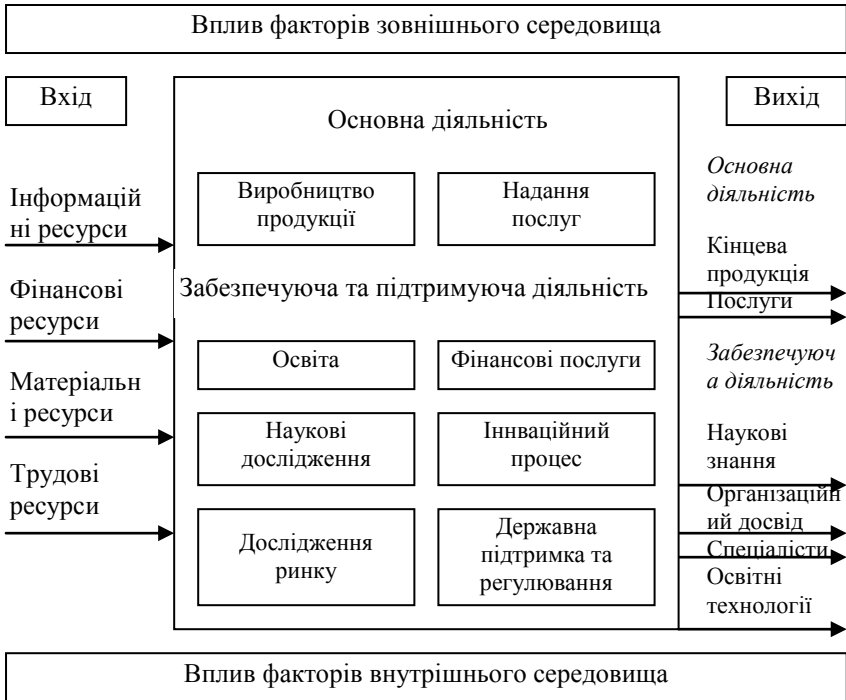 Вплив факторів зовнішнього середовища
Вхід
Вихід
Основна діяльність
Інформацій
ні ресурси
Фінансові
ресурси
Матеріальн
і ресурси
Трудові
ресурси
Виробництво
продукції
Надання
послуг
Забезпечуюча та підтримуюча діяльність
Освіта
Фінансові послуги
Наукові
дослідження
Іннваційний
процес
Дослідження
ринку
Державна
підтримка та
регулювання
Основна
діяльність
Кінцева
продукція
Послуги
Забезпечуюч
а діяльність
Наукові
знання
Організаційн
ий досвід
Спеціалісти
Освітні
технології
Вплив факторів внутрішнього середовища